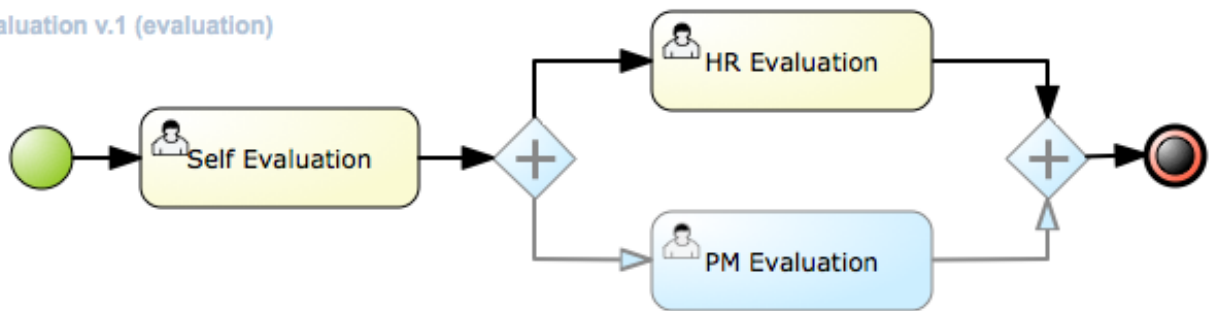 aluation v.1 (evaluation)
HR Evaluation
Self Evaluation
PM Evaluation